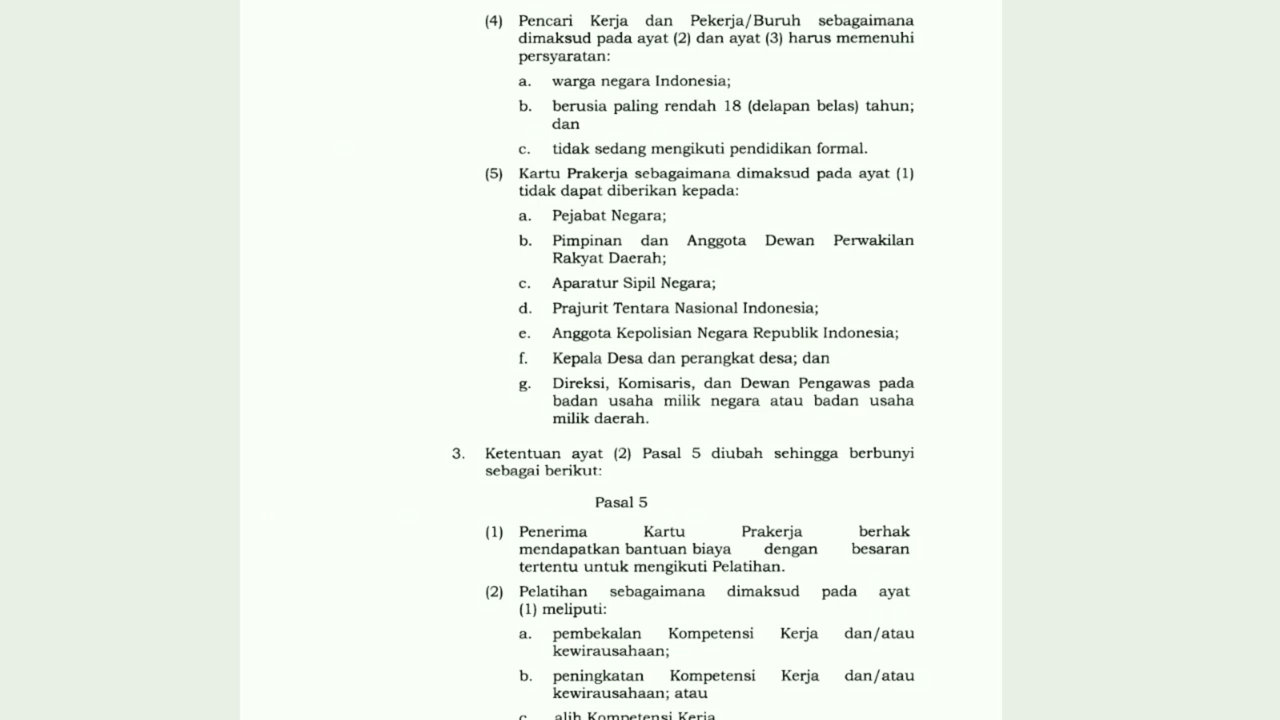 (4) Pencari Kerja dan Pekerja/Buruh sebagaimana
dimaksud pada ayat (2) dan ayat (3) harus memenuhi
persyaratan:
a. warga negara Indonesia;
b. berusia paling rendah 18 (delapan belas) tahun;
dan
c. tidak sedang mengikuti pendidikan formal.
(5) Kartu Prakerja sebagaimana dimaksud pada ayat (1)
tidak dapat diberikan kepada:
a. Pejabat Negara;
b. Pimpinan dan Anggota Dewan Perwakilan
Rakyat Daerah;
c. Aparatur Sipil Negara;
d. Prajurit Tentara Nasional Indonesia;
e. Anggota Kepolisian Negara Republik Indonesia;
f. Kepala Desa dan perangkat desa; dan
g. Direksi, Komisaris, dan Dewan Pengawas pada
badan usaha milik negara atau badan usaha
milik daerah.
3. Ketentuan ayat (2) Pasal 5 diubah sehingga berbunyi
sebagai berikut:
Pasal 5
(1) Penerima Kartu Prakerja berhak
mendapatkan bantuan biaya dengan besaran
tertentu untuk mengikuti Pelatihan.
(2) Pelatihan sebagaimana dimaksud pada ayat
(1) meliputi:
a. pembekalan Kompetensi Kerja dan/atau
kewirausahaan;
b. peningkatan Kompetensi Kerja dan/atau
kewirausahaan; atau
c. alih Kompetensi Kerja